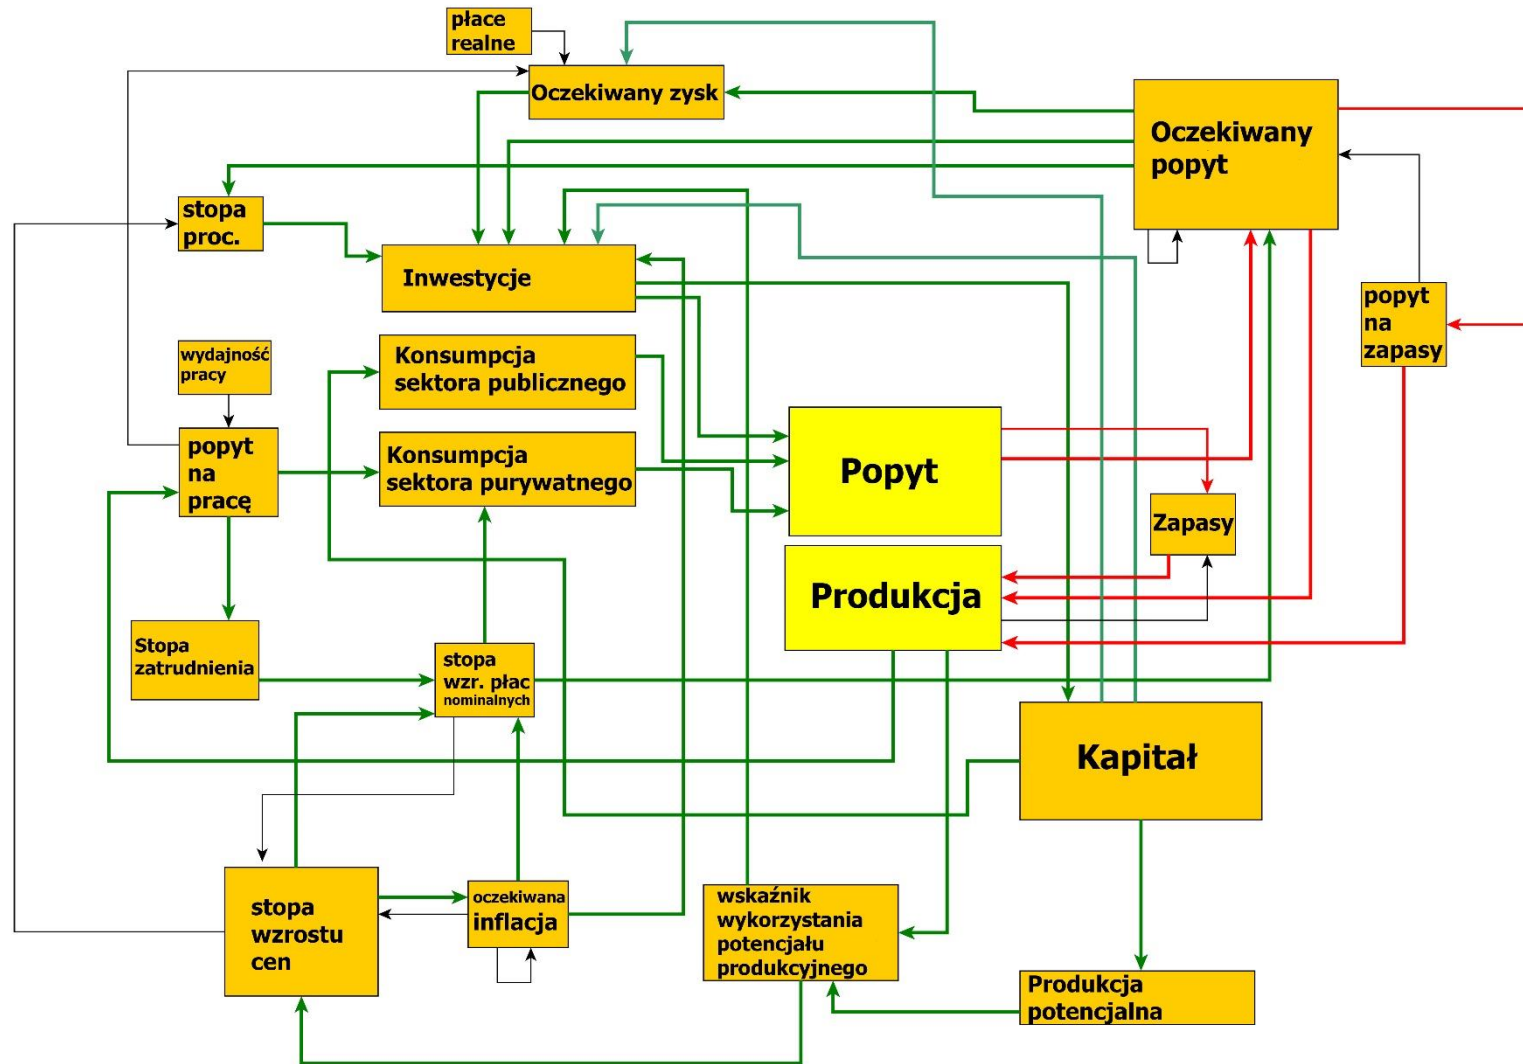 płace
realne
Oczekiwany zysk
Oczekiwany
popyt
stopa
proc.
Inwestycje
popyt
na
zapasy
wydajność
pracy
Konsumpcja
sektora publicznego
popyt
na
pracę
Konsumpcja
sektora purywatnego
Popyt
Zapasy
Produkcja
Stopa
zatrudnienia
stopa
wzr. płac
nominalnych
Kapitał
stopa
wzrostu
cen
oczekiwana
inflacja
wskaźnik
wykorzystania
potencjału
produkcyjnego
Produkcja
potencjalna